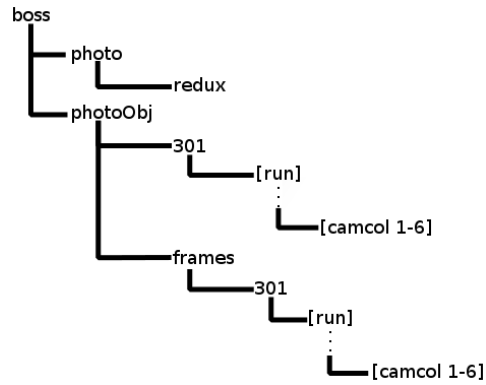 boss
photo
redux
photoObj
301
[run]
[camcol 1-6]
frames
301
[run]
[camcol 1-6]